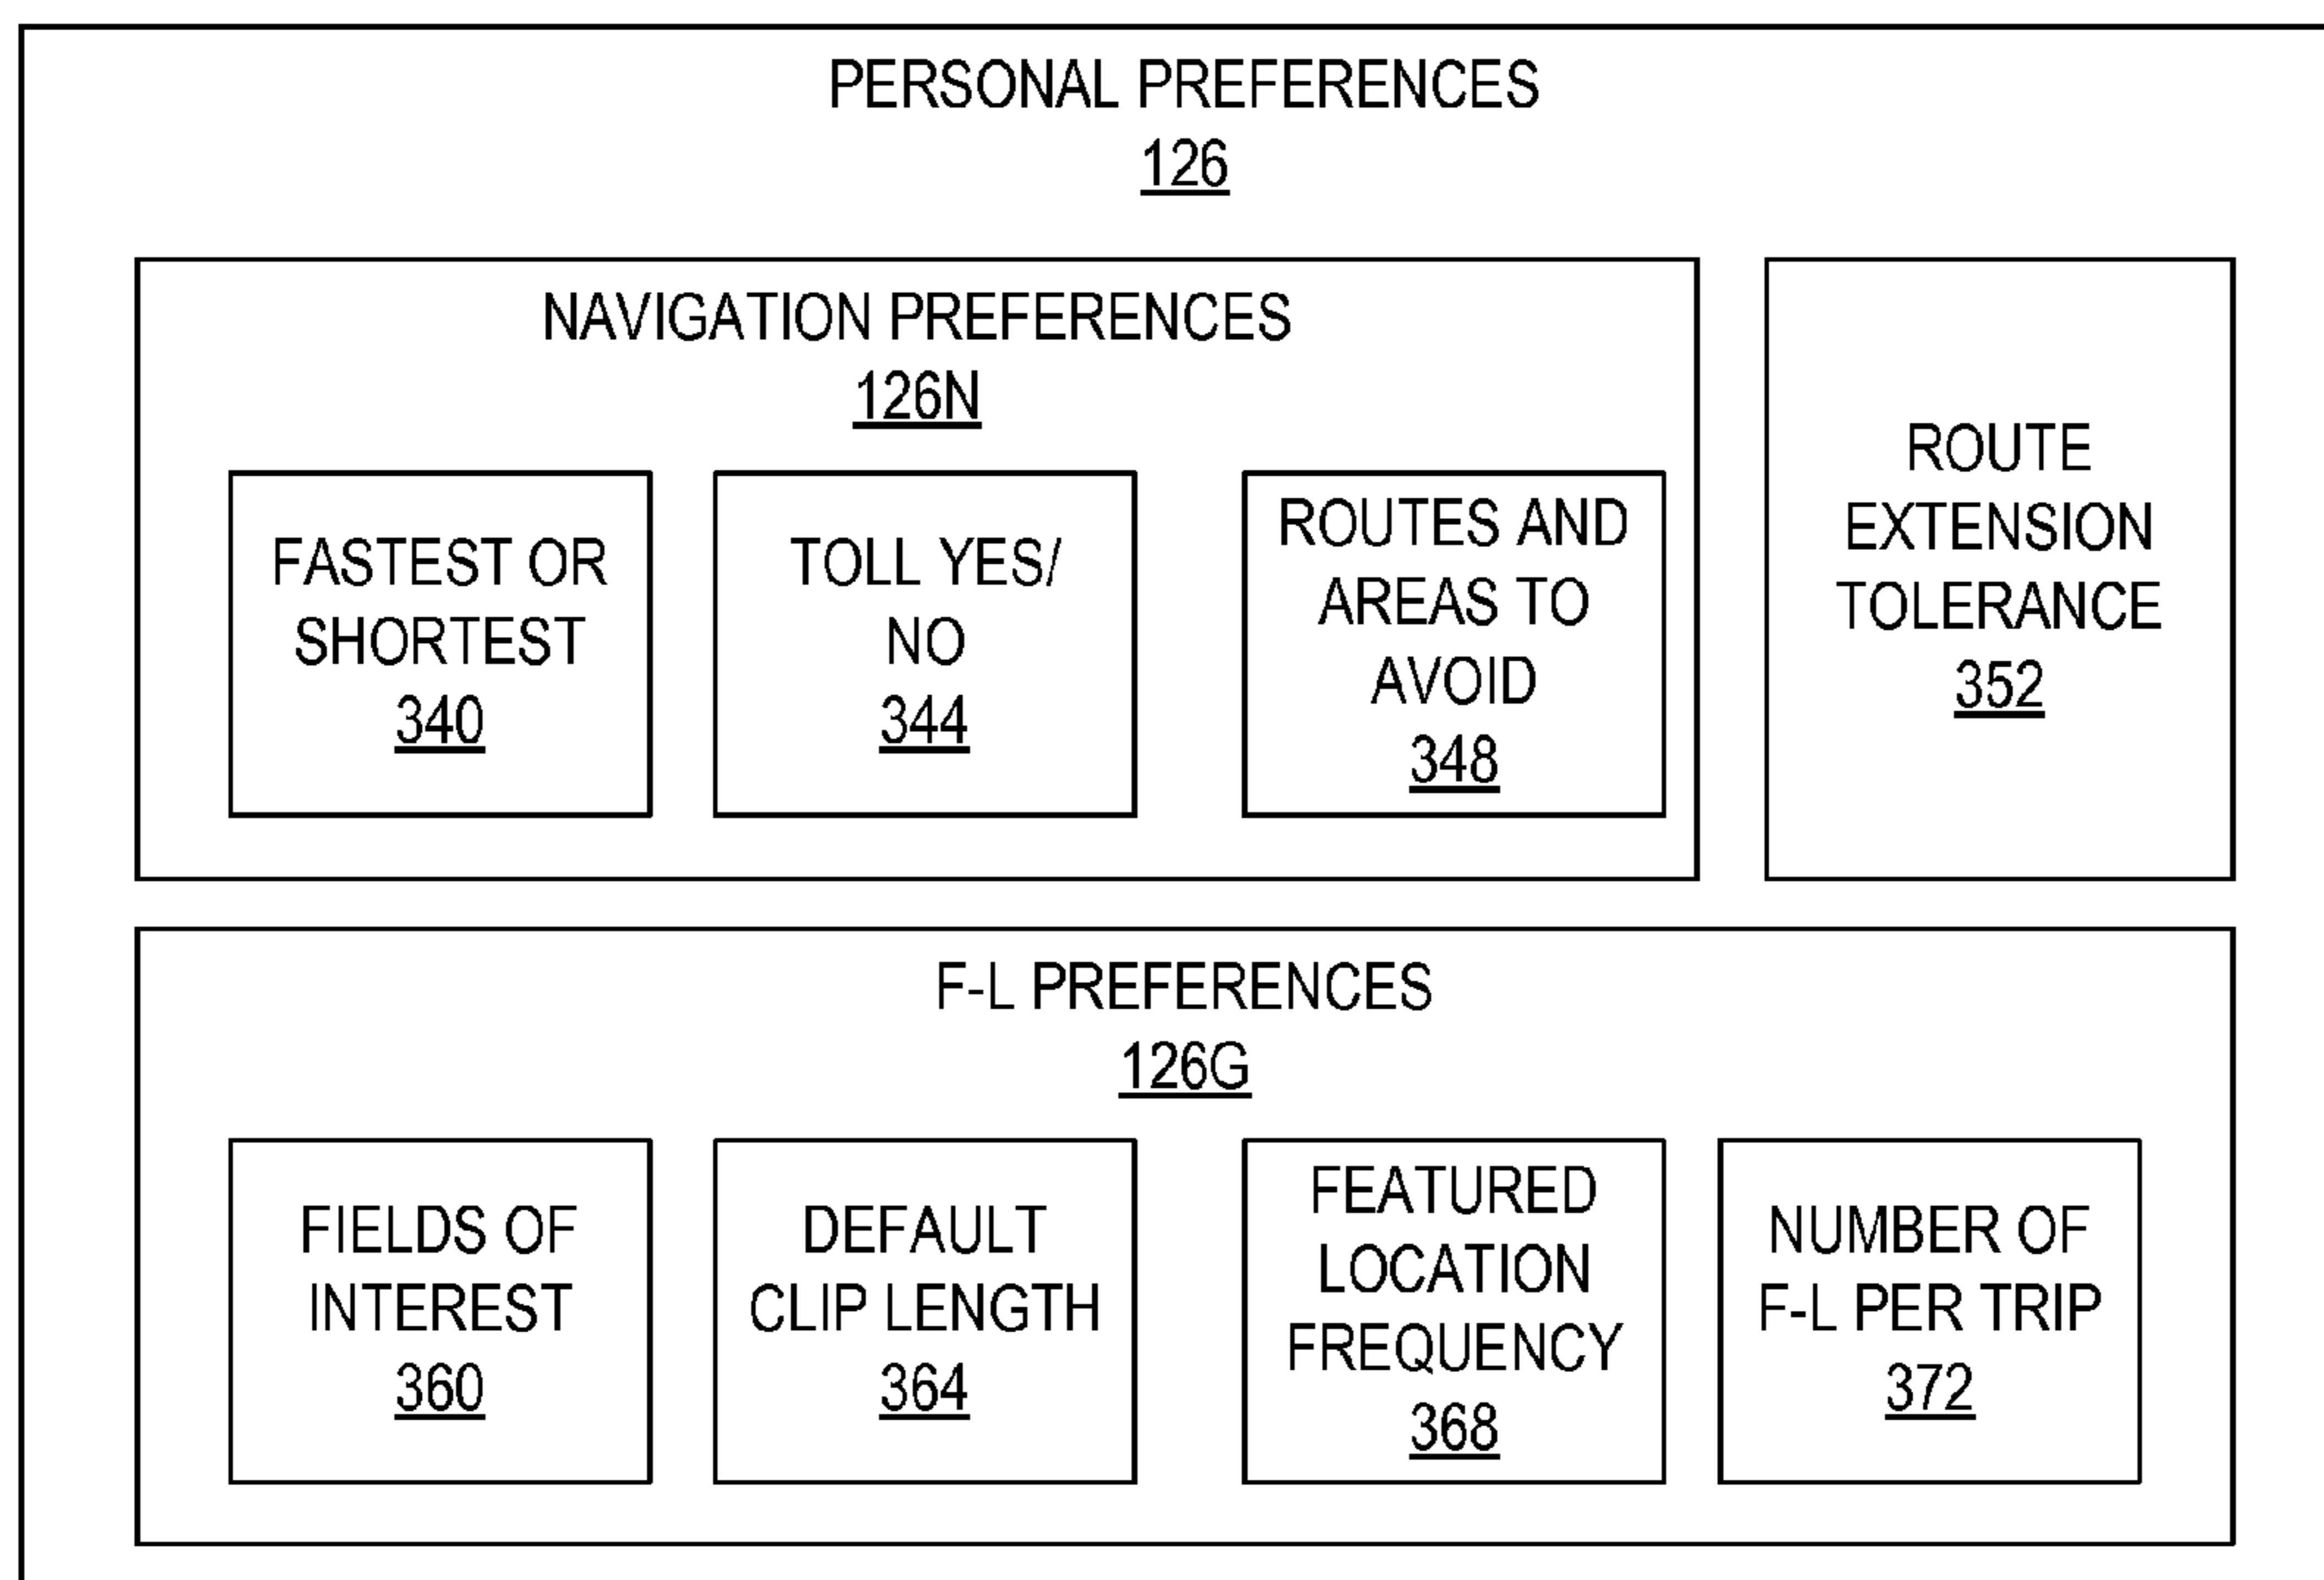 PERSONAL PREFERENCES
126
NAVIGATION PREFERENCES
126N
FASTEST OR
SHORTEST
340
TOLL YES/
NO
344
ROUTES AND
AREAS TO
AVOID
348
ROUTE
EXTENSION
TOLERANCE
352
F-L PREFERENCES
126G
FIELDS OF
INTEREST
360
DEFAULT
CLIP LENGTH
364
FEATURED
LOCATION
FREQUENCY
368
NUMBER OF
F-L PER TRIP
372